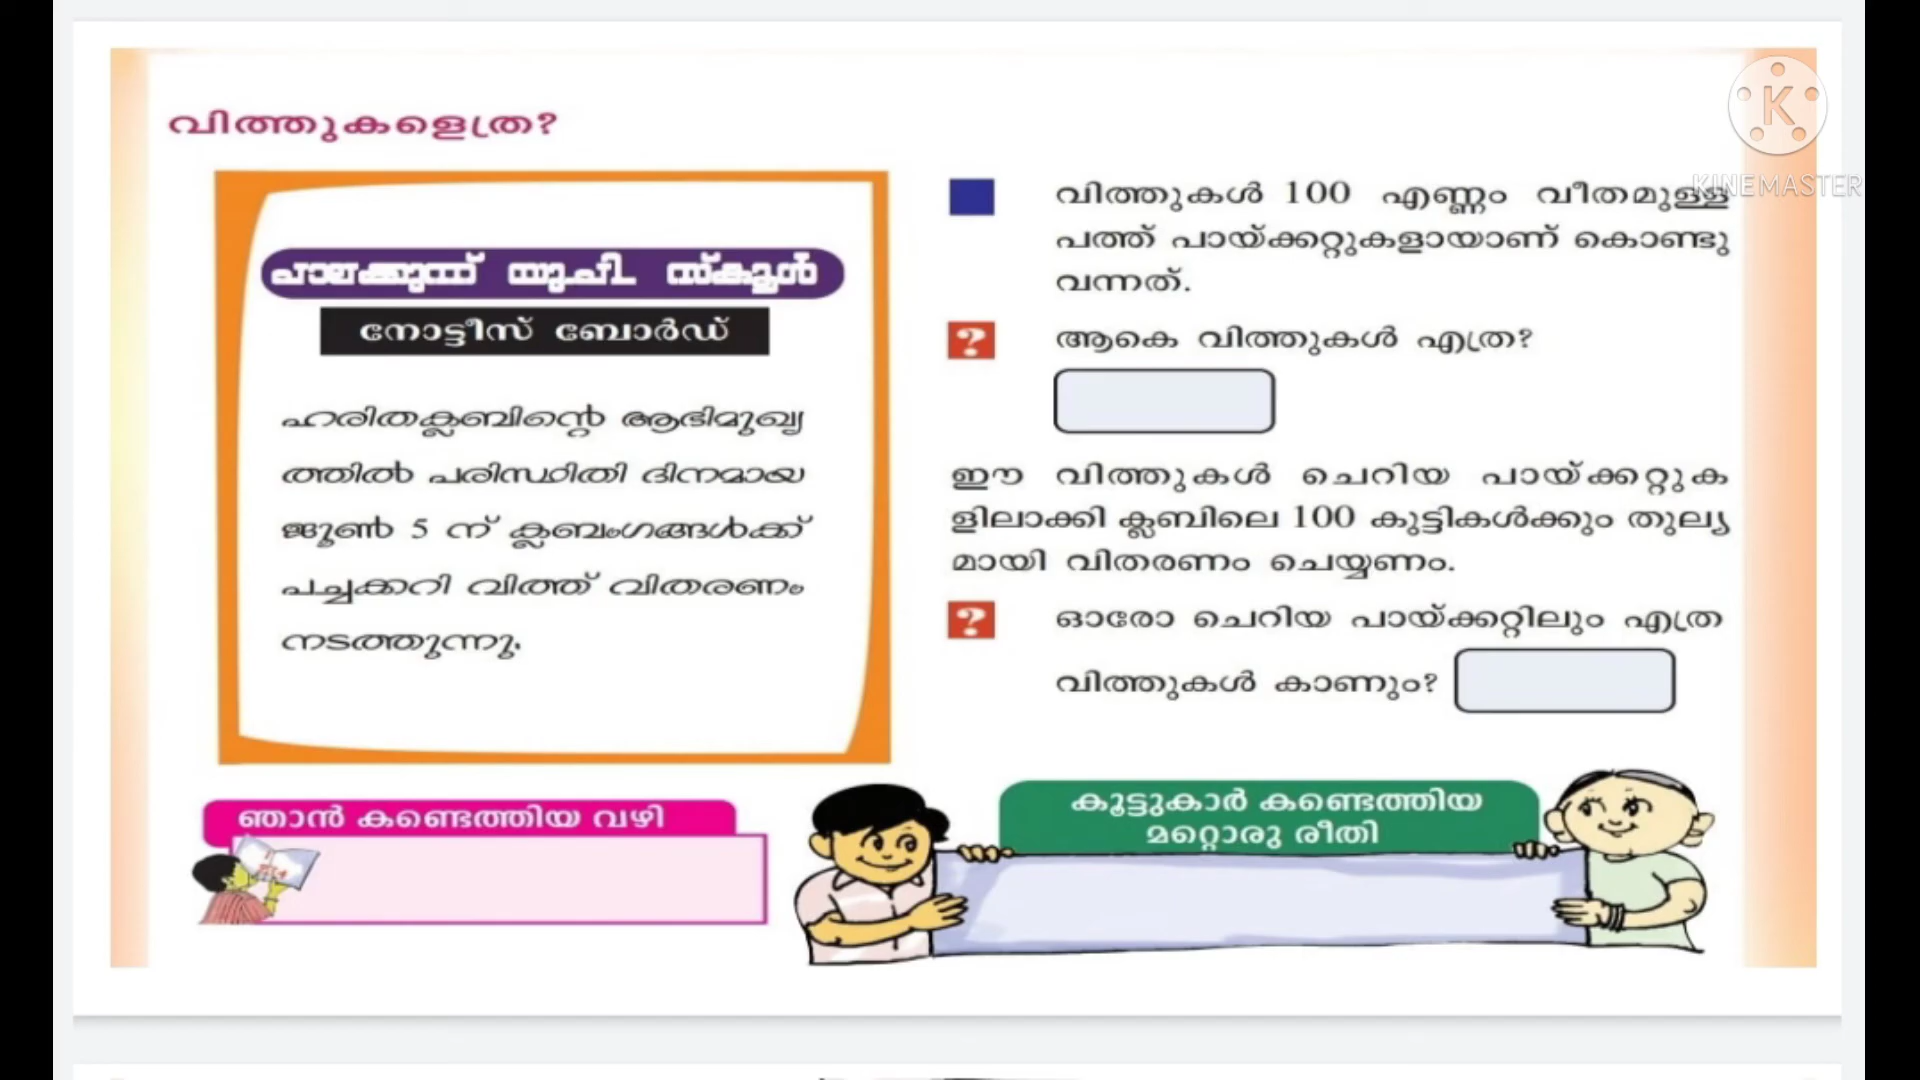 വിത്തുകളെത്ര?
പാലക്കുന്ന് യു.പി. സ്കൂൾ
നോട്ടീസ് ബോർഡ്
ഹരിതക്ലബിന്റെ ആഭിമുഖ്യ
ത്തിൽ പരിസ്ഥിതി ദിനമായ
ജൂൺ 5 ന് ക്ലബംഗങ്ങൾക്ക്
പച്ചക്കറി വിത്ത് വിതരണം
നടത്തുന്നു.
വിത്തുകൾ 100 എണ്ണം വീതമുള്ള
പത്ത് പായ്ക്കറ്റുകളായാണ് കൊണ്ടു
വന്നത്.
? ആകെ വിത്തുകൾ എത്ര?
ഈ വിത്തുകൾ ചെറിയ പായ്ക്കറ്റുക
ളിലാക്കി ക്ലബിലെ 100 കുട്ടികൾക്കും തുല്യ
മായി വിതരണം ചെയ്യണം.
? ഓരോ ചെറിയ പായ്ക്കറ്റിലും എത്ര
വിത്തുകൾ കാണും?
ഞാൻ കണ്ടെത്തിയ വഴി
കൂട്ടുകാർ കണ്ടെത്തിയ
മറ്റൊരു രീതി
K
KINEMASTER